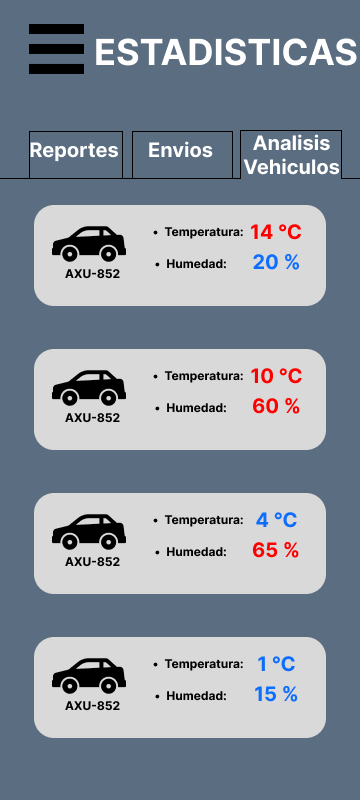 ESTADISTICAS
Reportes
Envios
Analisis
Vehiculos
• Temperatura: 14 °C
• Humedad: 20 %
AXU-852
• Temperatura: 10 °C
• Humedad: 60 %
AXU-852
• Temperatura: 4 °C
• Humedad: 65 %
AXU-852
• Temperatura: 1 °C
• Humedad: 15 %
AXU-852